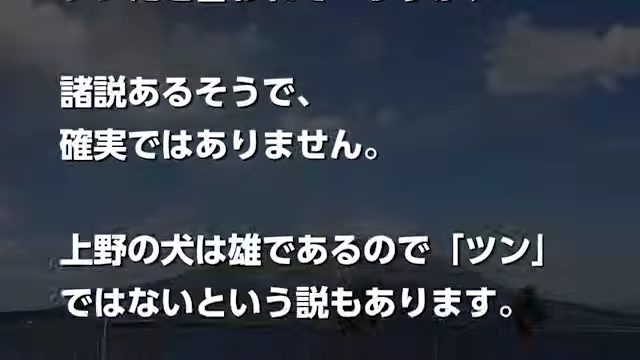 諸説あるそうで、
確実ではありません。
上野の犬は雄であるので「ツン」
ではないという説もあります。